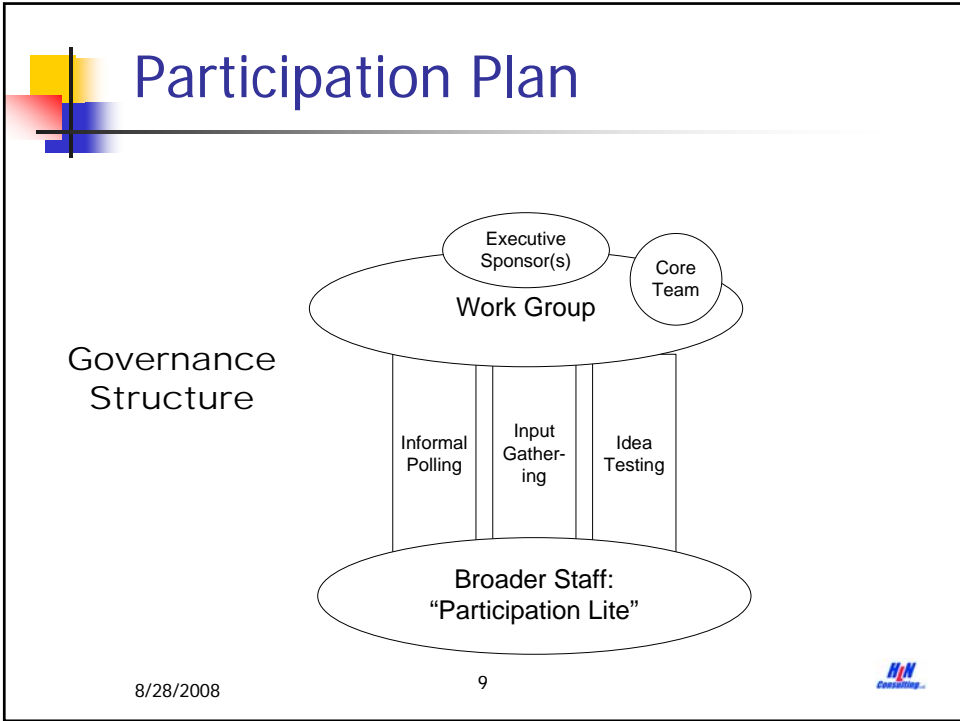 Participation Plan
Executive
Sponsor(s)
Core
Team
Work Group
Governance
Structure
Informal
Polling
Input
Gather-
ing
Idea
Testing
Broader Staff:
“Participation Lite”
8/28/2008
9
HLN
Consulting